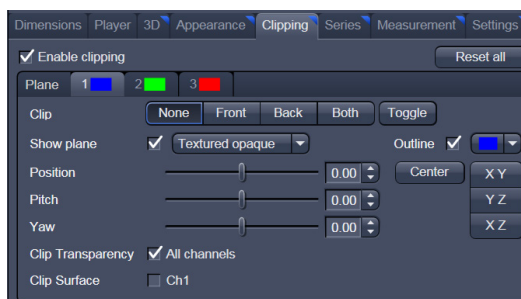 Dimensions Player 3D Appearance Clipping Series Measurement Settings
Enable clipping Reset all
Plane 1 2 3
Clip None Front Back Both Toggle
Show plane Textured opaque Outline
Position 0.00 Center X Y
Pitch 0.00 Y Z
Yaw 0.00 X Z
Clip Transparency All channels
Clip Surface Ch1